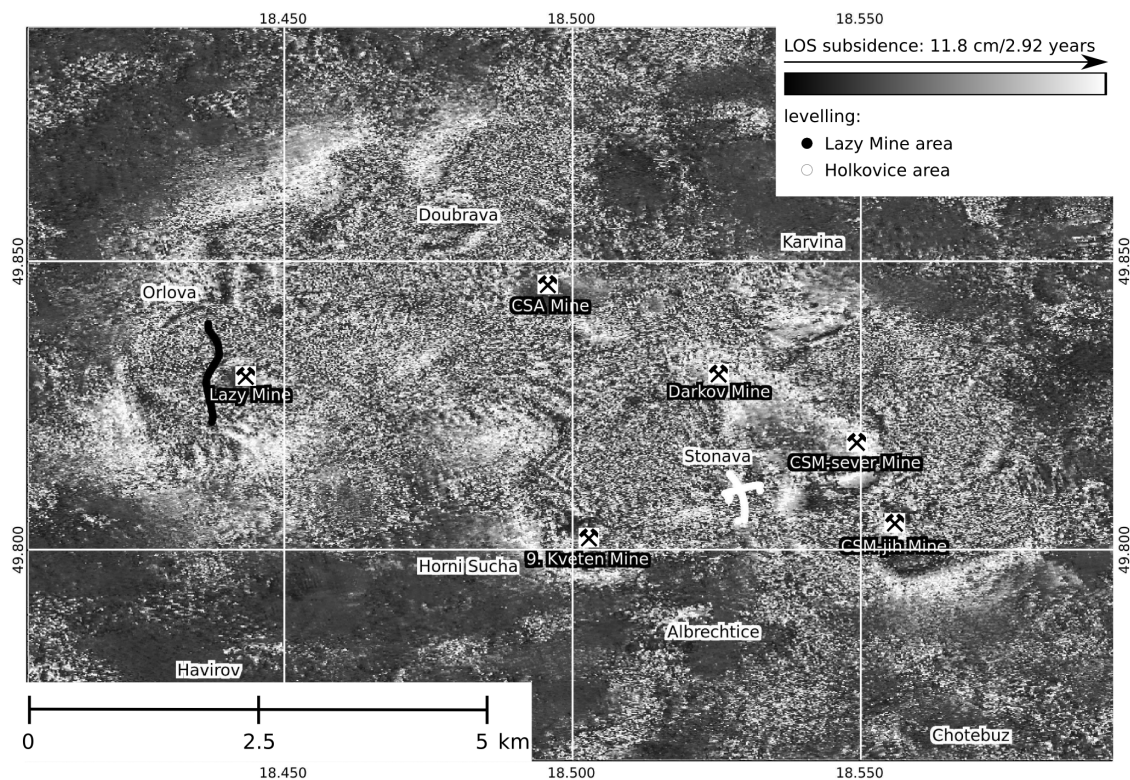 18.450
18.500
18.550
LOS subsidence: 11.8 cm/2.92 years
levelling:
Lazy Mine area
Holkovice area
Doubrava
Karvina
49.850
49.850
Orlova
CSA Mine
Lazy Mine
Darkov Mine
Stonava
CSM-sever Mine
CSM-jih Mine
49.800
49.800
9. Kveten Mine
Horni Sucha
Albrechtice
Havirov
Chotebuz
0
2.5
5 km
18.450
18.500
18.550